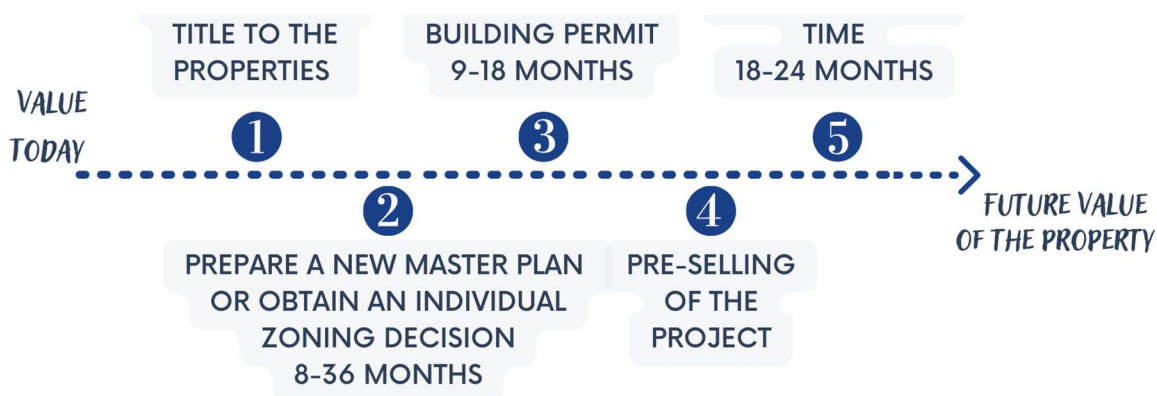 VALUE
TODAY
TITLE TO THE
PROPERTIES
1
PREPARE A NEW MASTER PLAN
OR OBTAIN AN INDIVIDUAL
ZONING DECISION
8-36 MONTHS
2
BUILDING PERMIT
9-18 MONTHS
3
PRE-SELLING
OF THE
PROJECT
4
TIME
18-24 MONTHS
5
FUTURE VALUE
OF THE PROPERTY